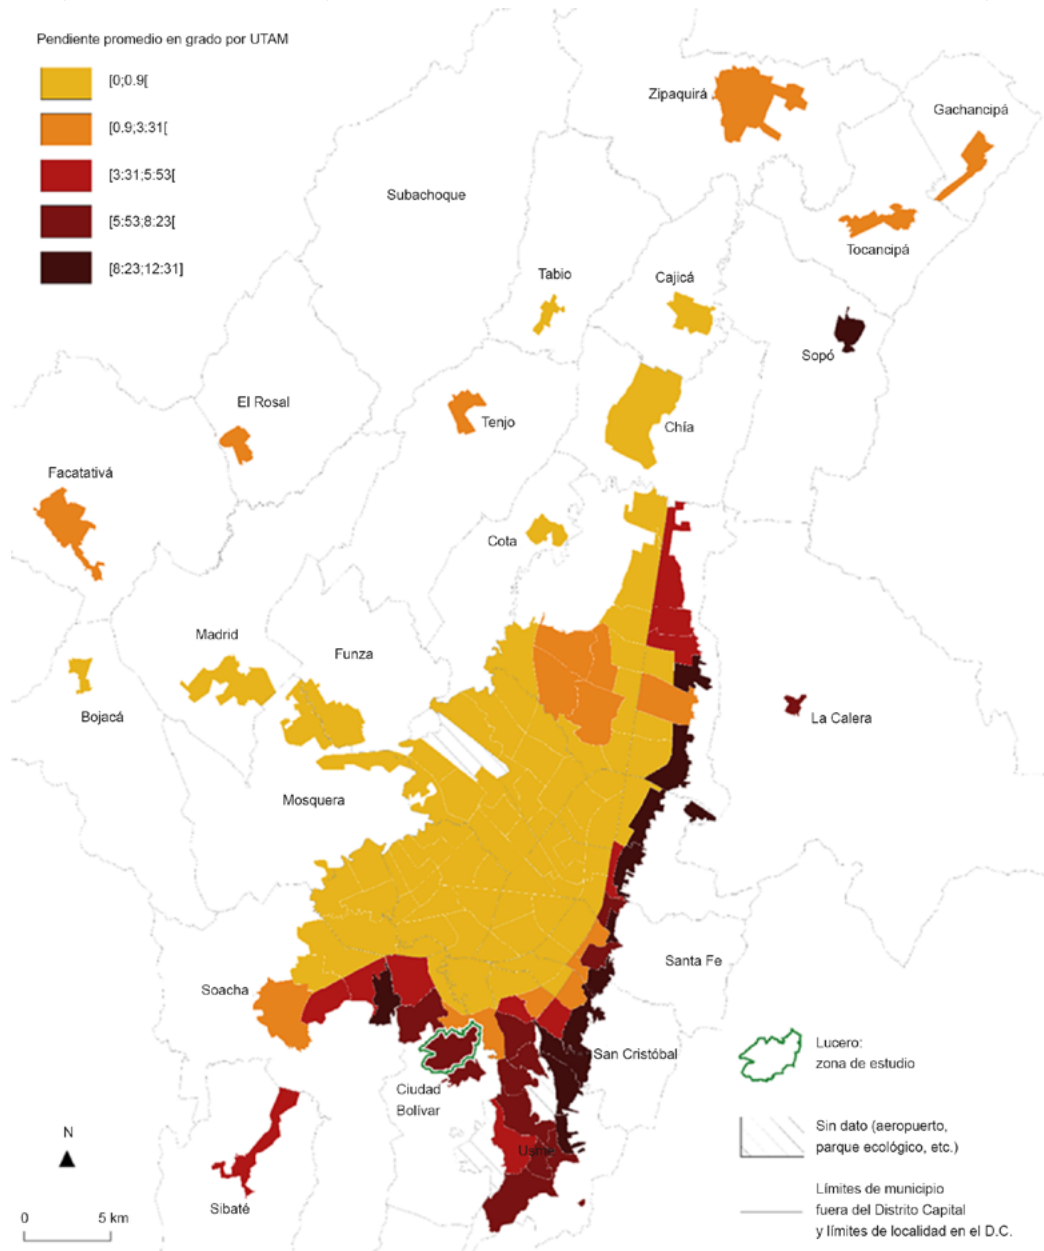 Pendiente promedio en grado por UTAM
[0;0.9[
[0.9;3:31[
[3:31;5:53[
[5:53;8:23[
[8:23;12:31]
Zipaquirá
Gachancipá
Subachoque
Tocancipá
Tabio
Cajicá
Sopó
El Rosal
Tenjo
Chía
Facatativá
Cota
Madrid
Funza
Bojacá
La Calera
Mosquera
Santa Fe
Soacha
San Cristóbal
Ciudad
Bolívar
Usme
Sibaté
Lucero:
zona de estudio
Sin dato (aeropuerto,
parque ecológico, etc.)
Límites de municipio
fuera del Distrito Capital
y límites de localidad en el D.C.
N
0 5 km